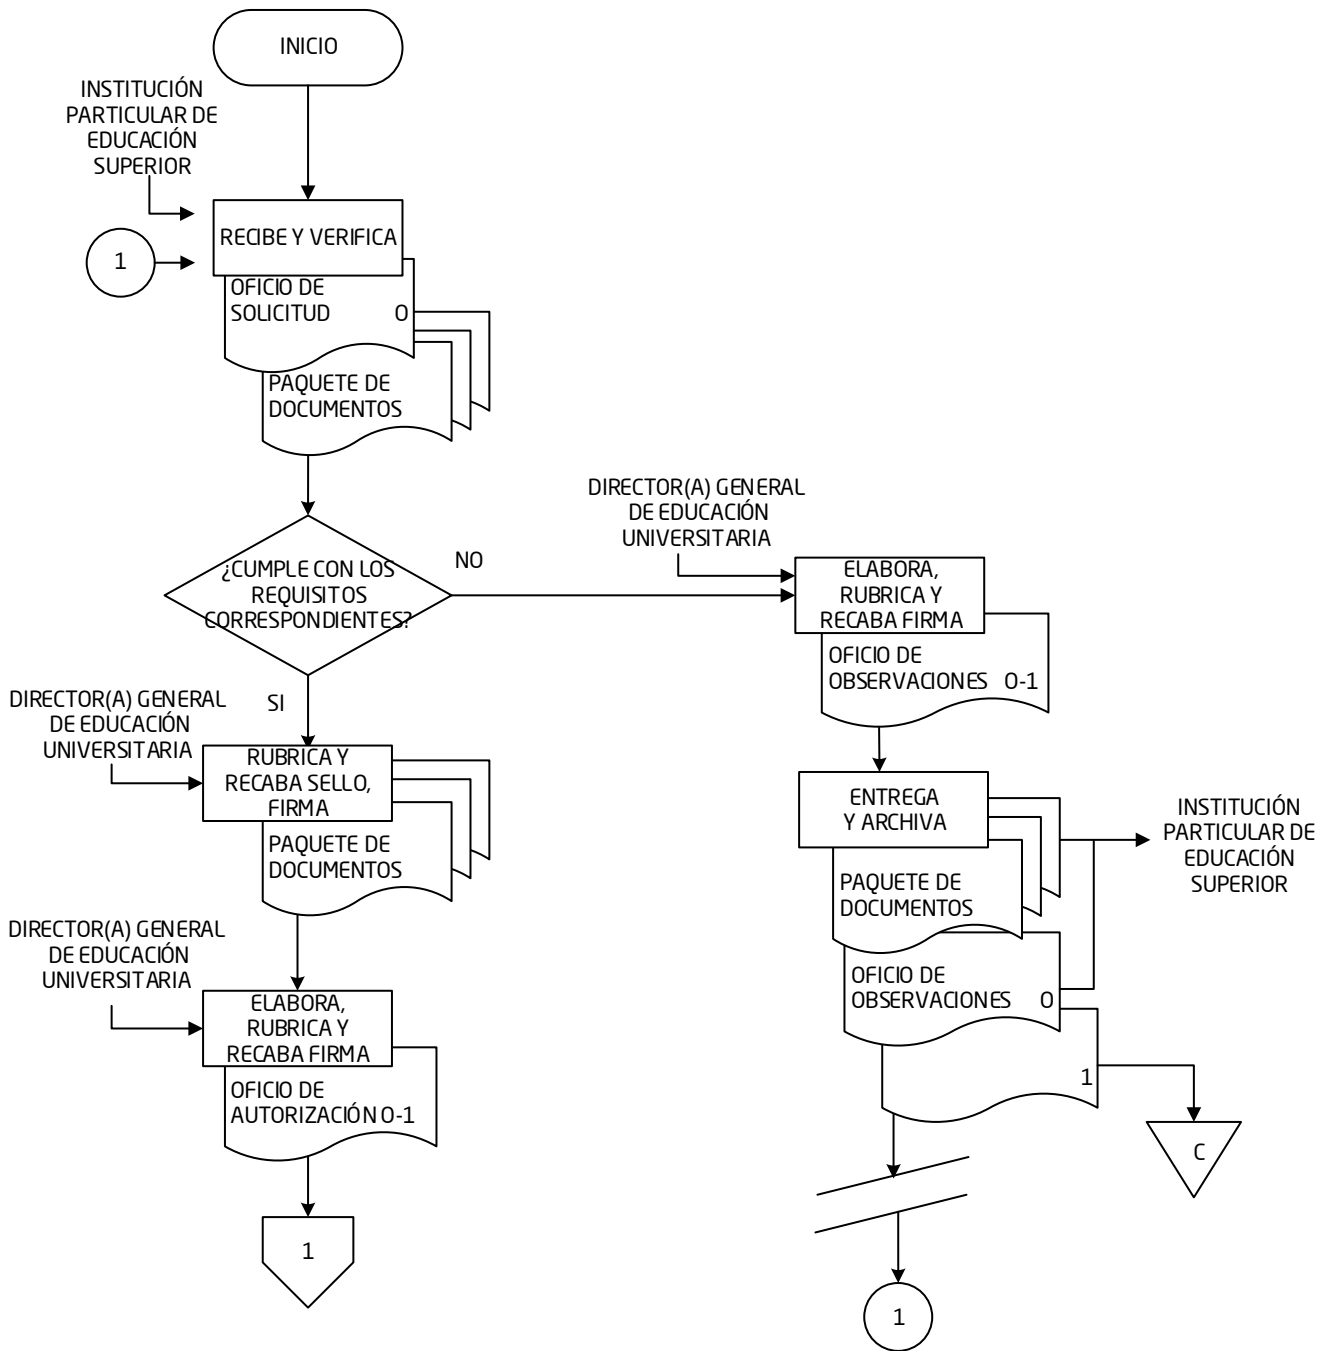 INICIO
INSTITUCIÓN
PARTICULAR DE
EDUCACIÓN
SUPERIOR
RECIBE Y VERIFICA
1
OFICIO DE
SOLICITUD 0
PAQUETE DE
DOCUMENTOS
¿CUMPLE CON LOS
REQUISITOS
CORRESPONDIENTES?
NO
DIRECTOR(A) GENERAL
DE EDUCACIÓN
UNIVERSITARIA
ELABORA,
RUBRICA Y
RECABA FIRMA
OFICIO DE
OBSERVACIONES 0-1
SI
DIRECTOR(A) GENERAL
DE EDUCACIÓN
UNIVERSITARIA
RUBRICA Y
RECABA SELLO,
FIRMA
PAQUETE DE
DOCUMENTOS
ENTREGA
Y ARCHIVA
INSTITUCIÓN
PARTICULAR DE
EDUCACIÓN
SUPERIOR
PAQUETE DE
DOCUMENTOS
OFICIO DE
OBSERVACIONES 0
1
C
DIRECTOR(A) GENERAL
DE EDUCACIÓN
UNIVERSITARIA
ELABORA,
RUBRICA Y
RECABA FIRMA
OFICIO DE
AUTORIZACIÓN 0-1
1
1